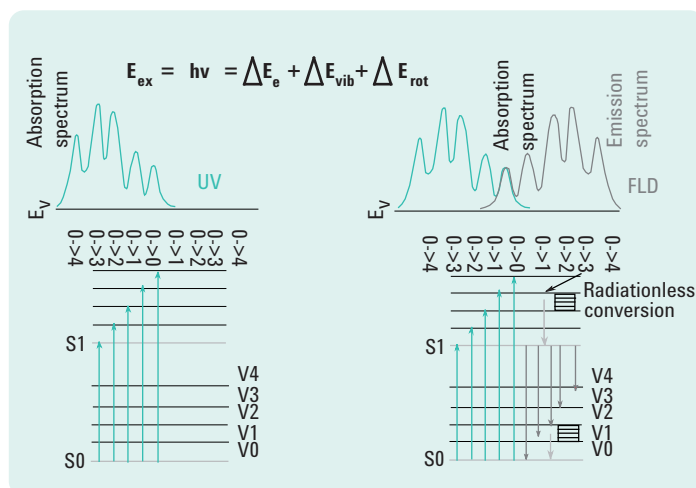 E_ex = hv = ΔE_e + ΔE_vib + Δ E_rot
Absorption
spectrum
UV
E_v
0->4
0->3
0->2
0->1
0->0
0->1
0->2
0->3
0->4
S1
V4
V3
V2
V1
V0
S0
Absorption
spectrum
Emission
spectrum
FLD
E_v
0->4
0->3
0->2
0->1
0->0
0->1
0->2
0->3
0->4
Radiationless
conversion
S1
V4
V3
V2
V1
V0
S0